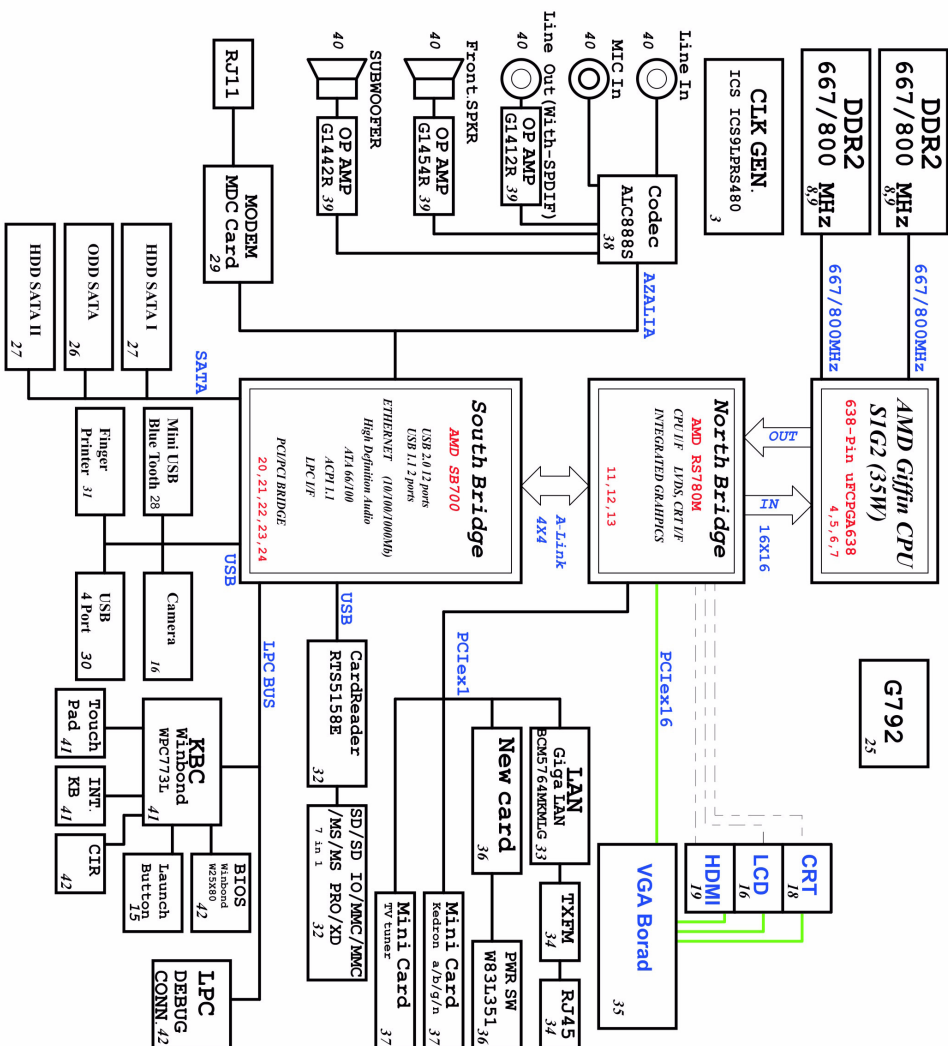 DDR2
667/800 MHz
8,9
DDR2
667/800 MHz
8,9
CLK GEN.
ICS ICS9LPRS480
3
667/800MHz
667/800MHz
AMD Giffin CPU
S1G2 (35W)
638-Pin uFCPGA638
4,5,6,7
G792
25
OUT
IN
16X16
North Bridge
AMD RS780M
CPU I/F LVDS, CRT I/F
INTEGRATED GRAHPICS
11,12,13
A-Link
4X4
South Bridge
AMD SB700
USB 2.0 12 ports
USB 1.1 2 ports
ETHERNET (10/100/1000Mb)
High Definition Audio
ATA 66/100
ACPI 1.1
LPC I/F
PCI/PCI BRIDGE
20,21,22,23,24
Line In
40
MIC In
40
Line Out(With-SPDIF)
40
OP AMP
G1412R 39
Front.SPKR
40
OP AMP
G1454R 39
SUBWOOFER
40
OP AMP
G1442R 39
Codec
ALC888S
38
AZALIA
RJ11
MODEM
MDC Card
29
SATA
HDD SATA I
27
ODD SATA
26
HDD SATA II
27
USB
Mini USB
Blue Tooth 28
Finger
Printer 31
Camera
16
USB
4 Port 30
LPC BUS
USB
CardReader
RTS5158E
32
SD/SD IO/MMC/MMC
/MS/MS PRO/XD
7 in 1 32
KBC
Winbond
WPC773L
41
Touch
Pad 41
INT.
KB 41
CIR
42
BIOS
Winbond
W25X80
42
Launch
Button
15
LPC
DEBUG
CONN. 42
PCIex1
PCIex16
LAN
Giga LAN
BCM5764MKMLG 33
TXFM
34
RJ45
34
New card
36
PWR SW
W83L351
36
Mini Card
Kedron a/b/g/n
37
Mini Card
TV tuner
37
CRT
18
LCD
16
HDMI
19
VGA Borad
35